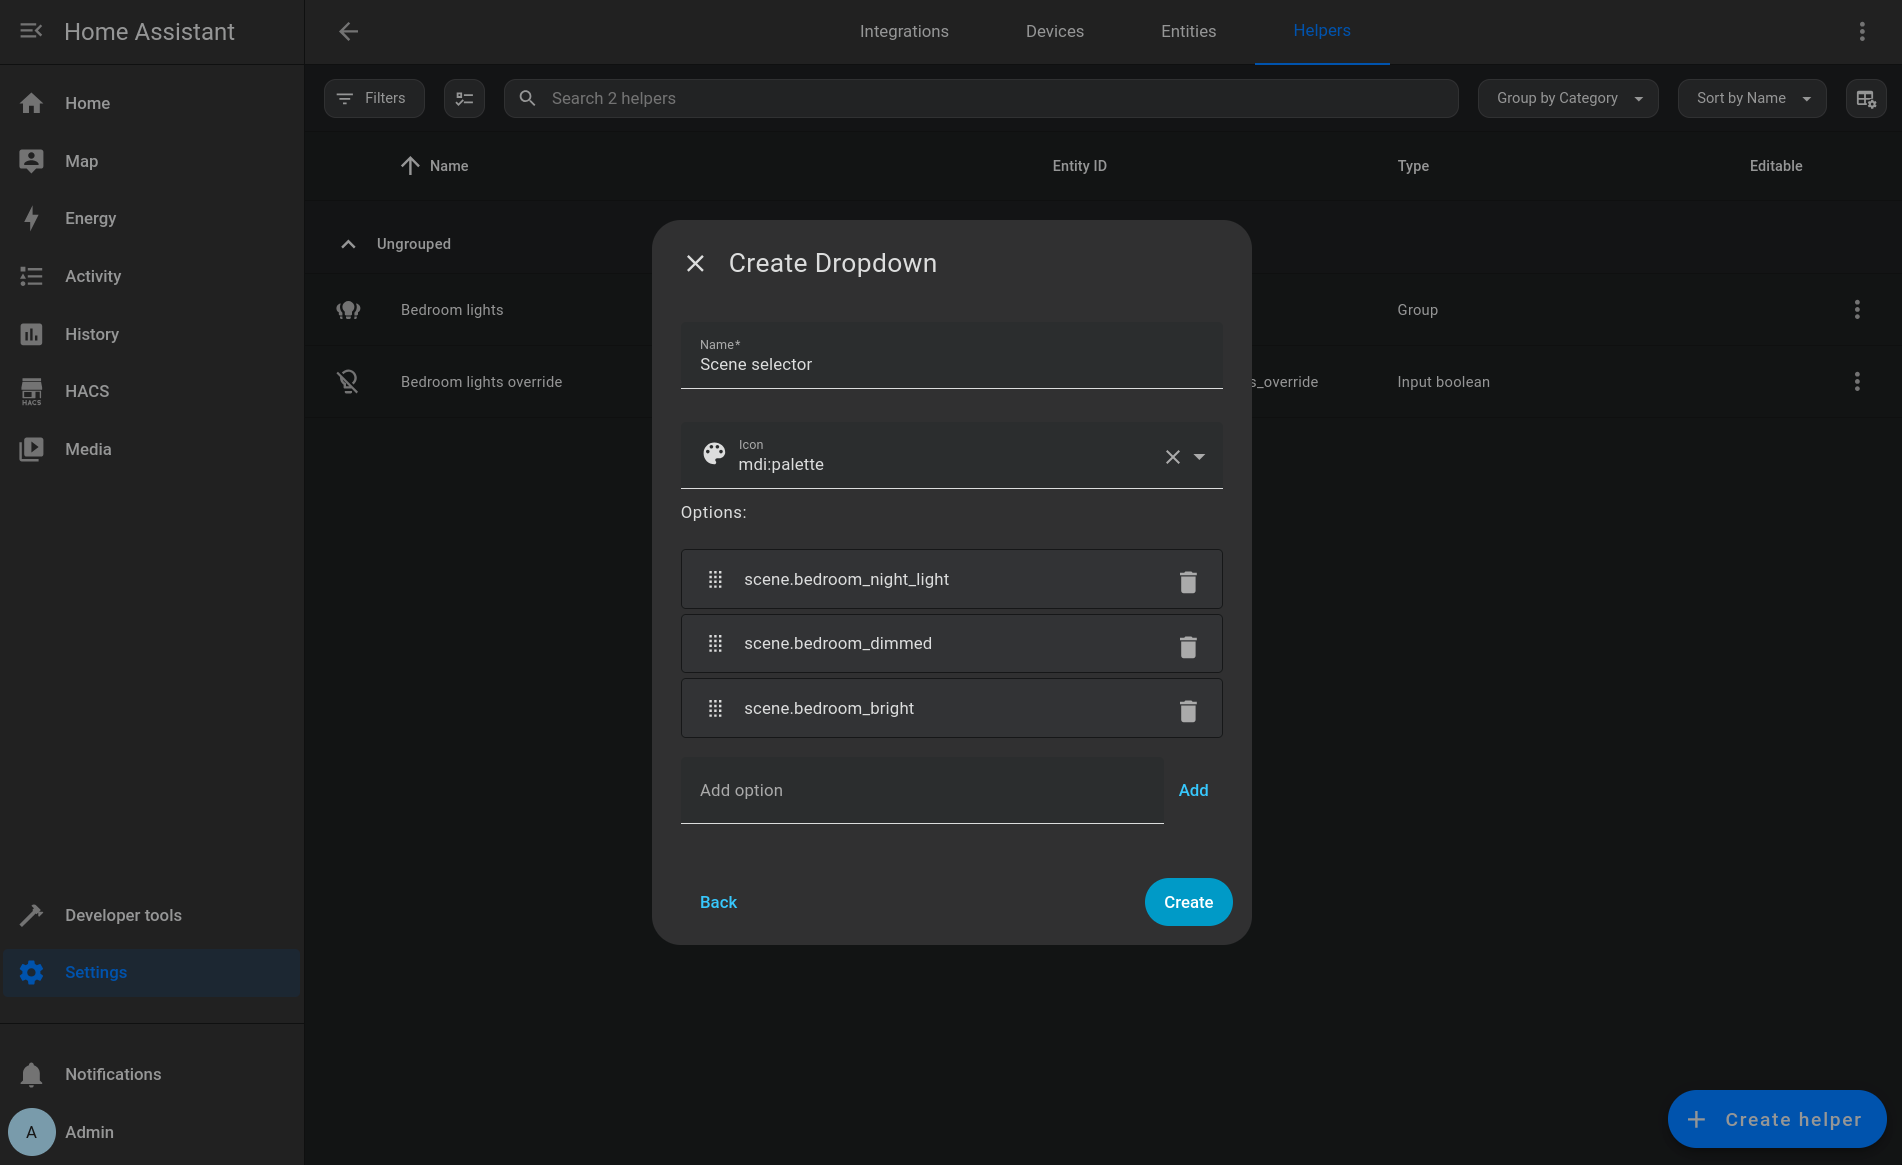 Home Assistant
Integrations Devices Entities Helpers
Home
Map
Energy
Activity
History
HACS
HACS
Media
Developer tools
Settings
Notifications
A Admin
Filters Search 2 helpers Group by Category Sort by Name
Name Entity ID Type Editable
Ungrouped
Bedroom lights Group
Bedroom lights override s_override Input boolean
Create Dropdown
Name*
Scene selector
Icon
mdi:palette
Options:
scene.bedroom_night_light
scene.bedroom_dimmed
scene.bedroom_bright
Add option Add
Back Create
Create helper